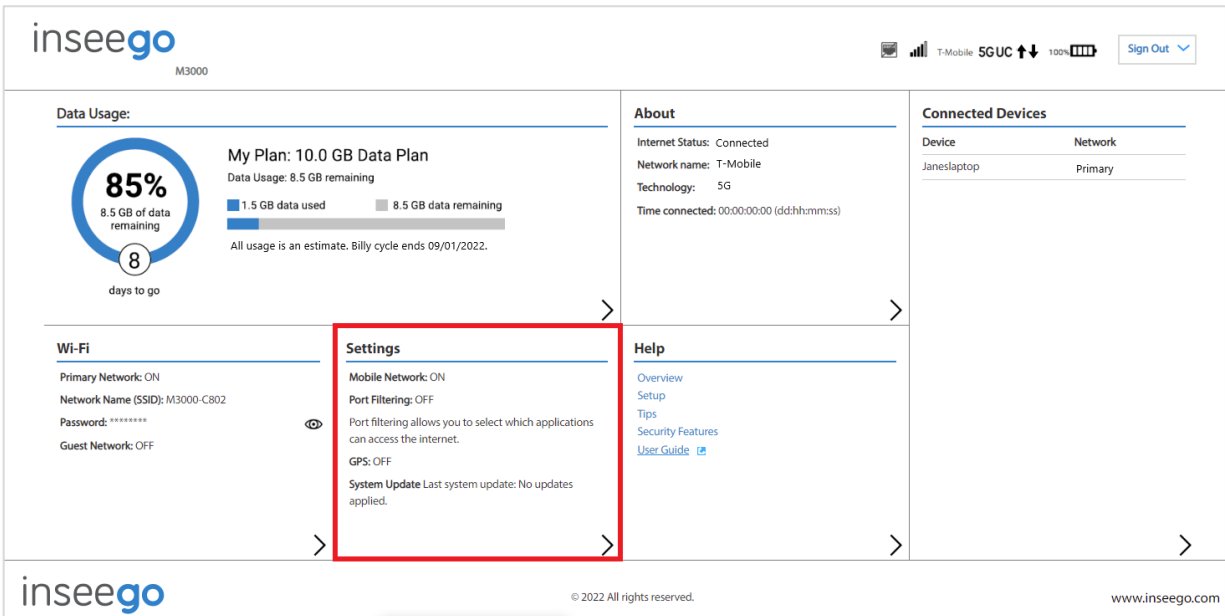 inseego
M3000
T-Mobile 5G UC 100%
Sign Out
Data Usage:
85%
8.5 GB of data
remaining
8
days to go
My Plan: 10.0 GB Data Plan
Data Usage: 8.5 GB remaining
1.5 GB data used 8.5 GB data remaining
All usage is an estimate. Billy cycle ends 09/01/2022.
About
Internet Status: Connected
Network name: T-Mobile
Technology: 5G
Time connected: 00:00:00:00 (dd:hh:mm:ss)
Connected Devices
Device Network
Janeslaptop Primary
Wi-Fi
Primary Network: ON
Network Name (SSID): M3000-C802
Password: ********
Guest Network: OFF
Settings
Mobile Network: ON
Port Filtering: OFF
Port filtering allows you to select which applications
can access the internet.
GPS: OFF
System Update Last system update: No updates
applied.
Help
Overview
Setup
Tips
Security Features
User Guide
inseego
© 2022 All rights reserved.
www.inseego.com